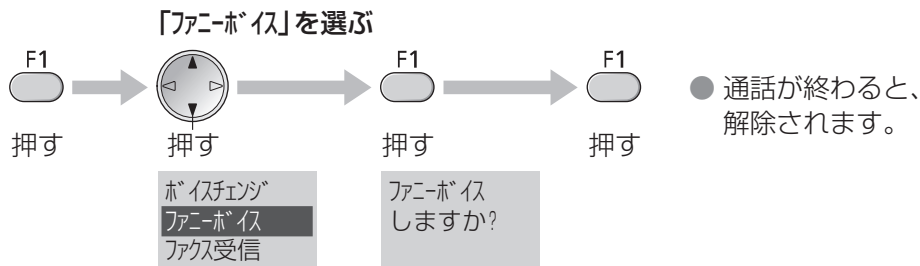 「ファニーボイス」を選ぶ
F1
F1
F1
押す
押す
押す
押す
● 通話が終わると、
解除されます。
ボイスチェンジ
ファニーボイス
ファクス受信
ファニーボイス
しますか?